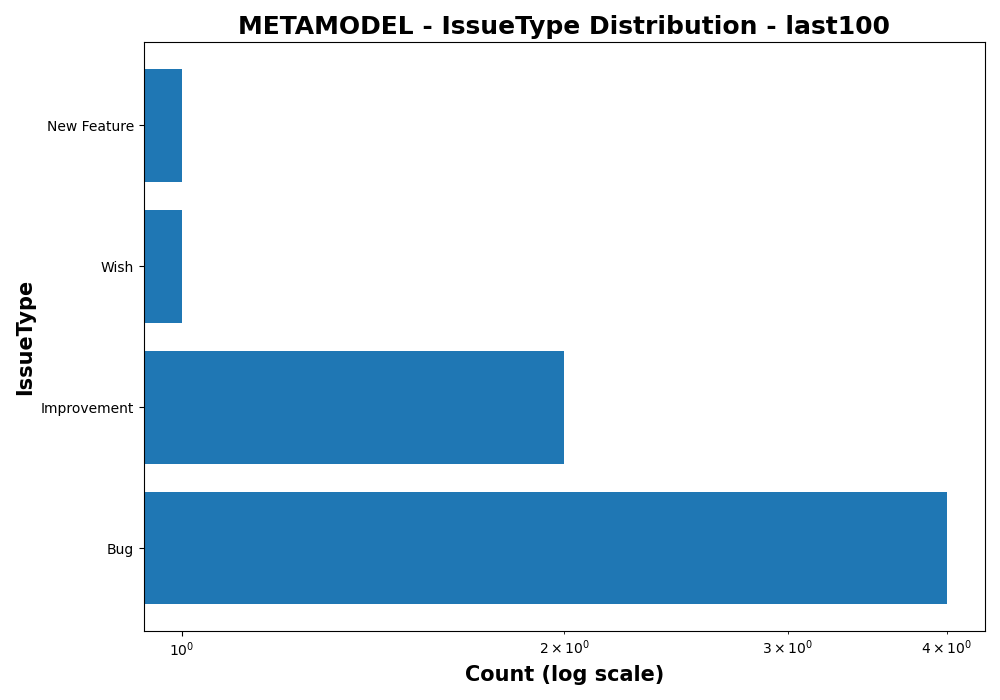 METAMODEL - IssueType Distribution - last100
IssueType
New Feature
Wish
Improvement
Bug
10⁰
2 × 10⁰
3 × 10⁰
4 × 10⁰
Count (log scale)